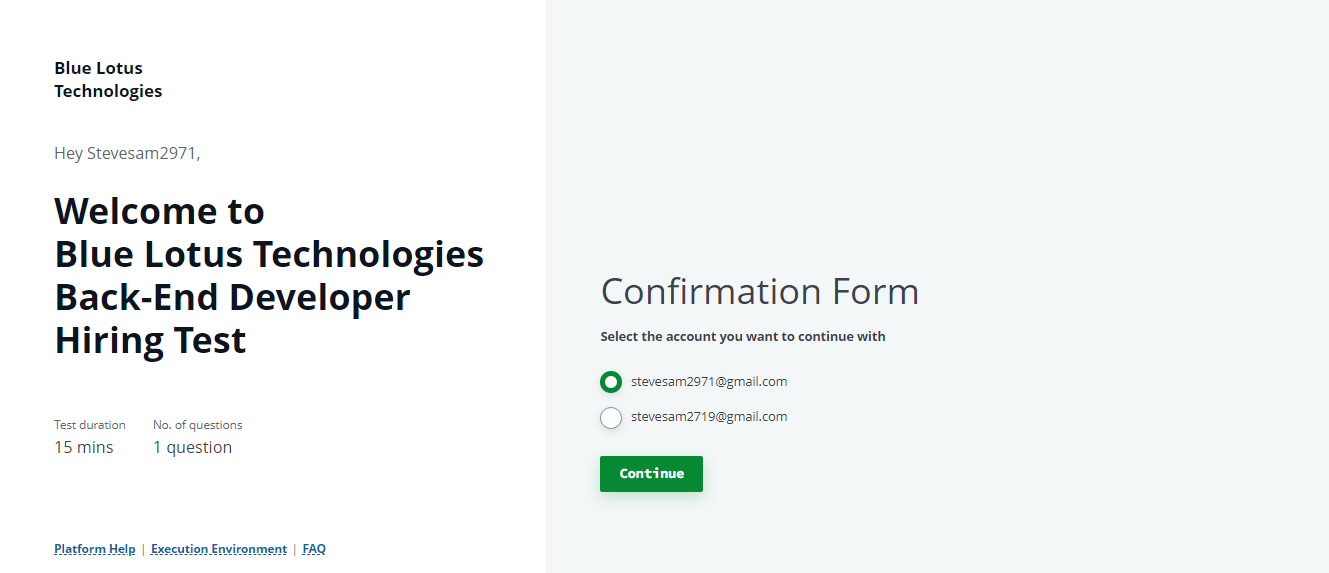 Blue Lotus
Technologies
Hey Stevesam2971,
Welcome to
Blue Lotus Technologies
Back-End Developer
Hiring Test
Test duration
No. of questions
15 mins
1 question
Platform Help | Execution Environment | FAQ
Confirmation Form
Select the account you want to continue with
stevesam2971@gmail.com
stevesam2719@gmail.com
Continue